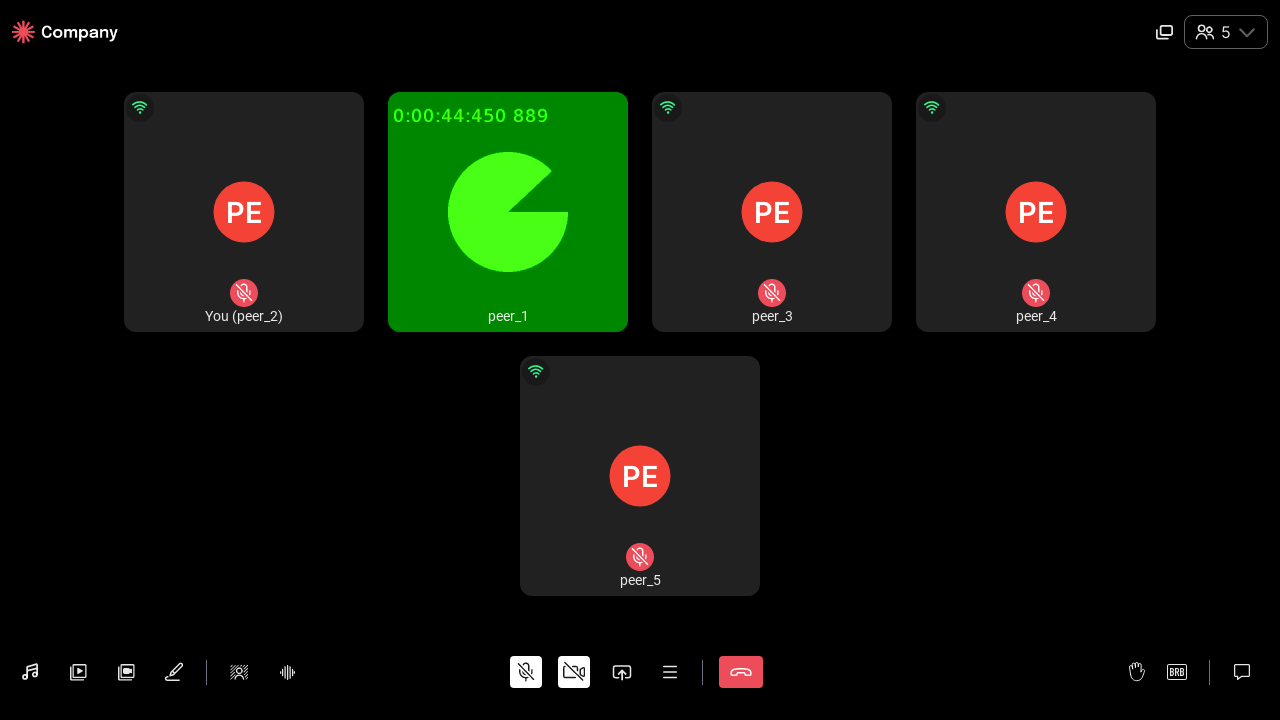 Company
5
0:00:44:450 889
PE
PE
PE
You (peer_2)
peer_1
peer_3
peer_4
PE
peer_5
BRB